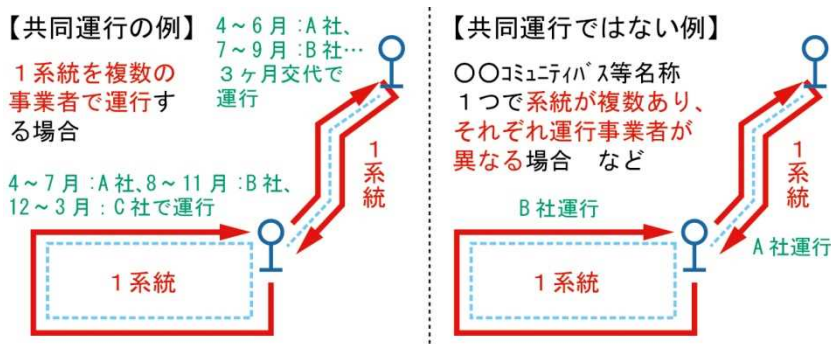 【共同運行の例】
4～6月：A社、
7～9月：B社…
3ヶ月交代で
運行
1系統を複数の
事業者で運行す
る場合
1系統
4～7月：A社、8～11月：B社、
12～3月：C社で運行
1系統
【共同運行ではない例】
〇〇ｺﾐｭﾆﾃｨﾊﾞｽ等名称
1つで系統が複数あり、
それぞれ運行事業者が
異なる場合　など
1系統
B社運行
A社運行
1系統